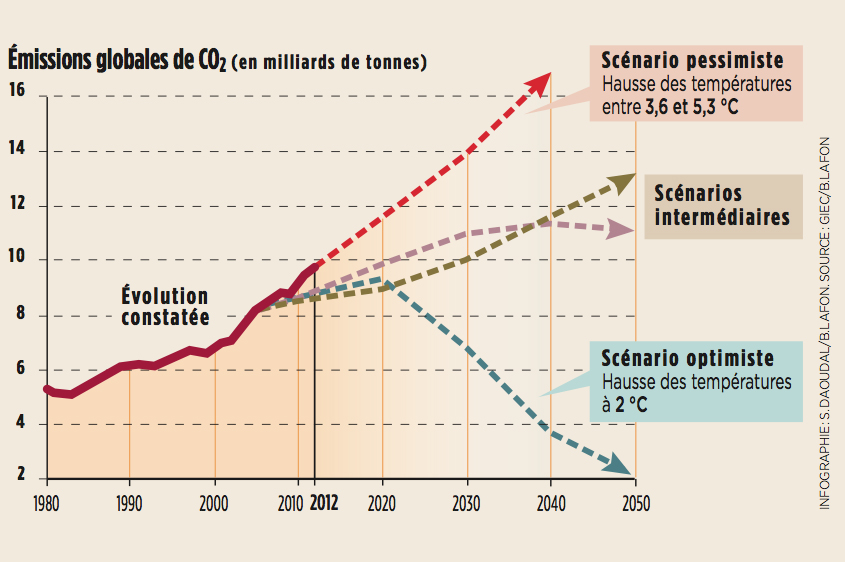 Émissions globales de CO₂ (en milliards de tonnes)
16
14
12
10
8
6
4
2
1980 1990 2000 2010 2012 2020 2030 2040 2050
Évolution
constatée
Scénario pessimiste
Hausse des températures
entre 3,6 et 5,3 °C
Scénarios
intermédiaires
Scénario optimiste
Hausse des températures
à 2 °C
INFOGRAPHIE: S.DAOUDAL/B.LAFON. SOURCE: GIEC/B.LAFON